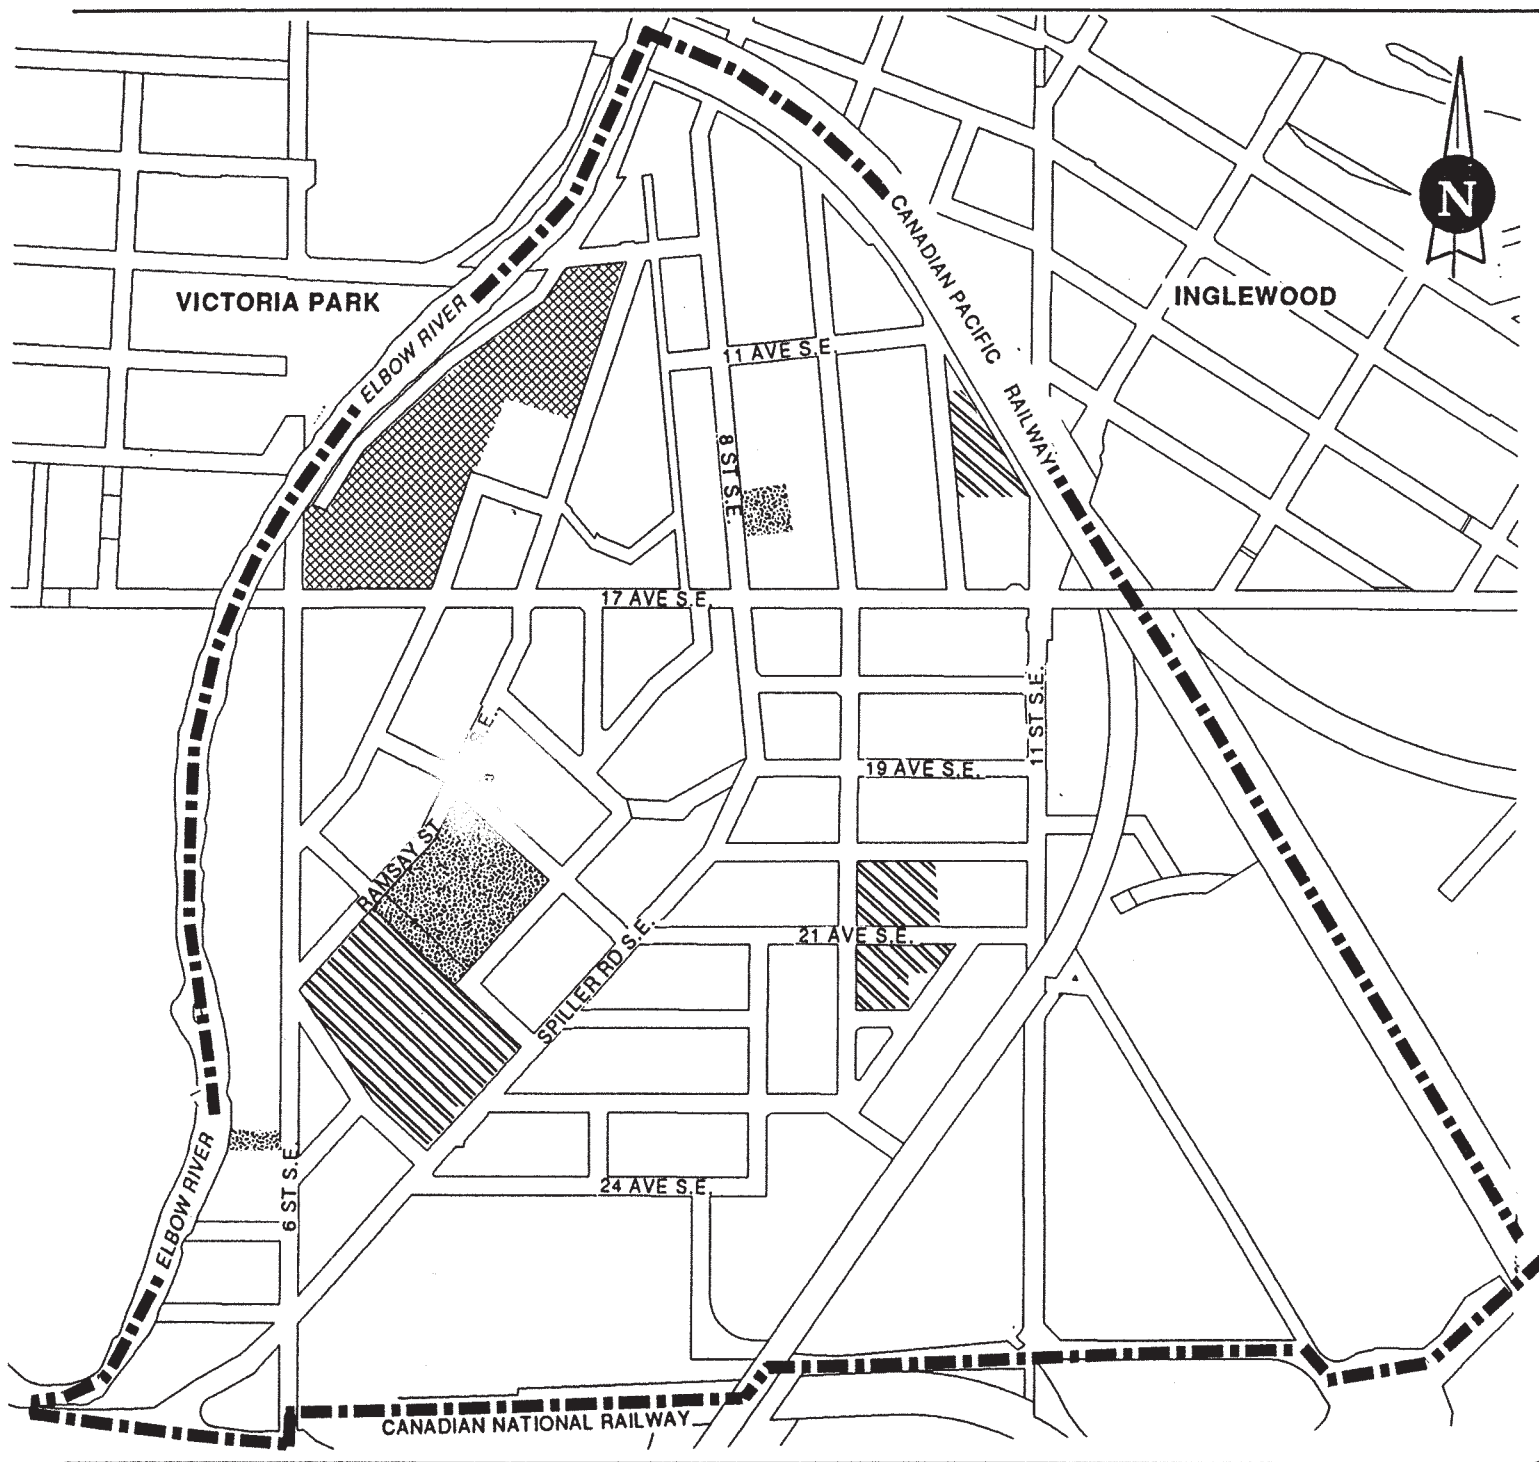 N
VICTORIA PARK
INGLEWOOD
ELBOW RIVER
CANADIAN PACIFIC RAILWAY
11 AVE S.E.
8 ST S.E.
17 AVE S.E.
11 ST S.E.
19 AVE S.E.
RAMSAY ST
S.E.
21 AVE S.E.
SPILLER RD S.E.
ELBOW RIVER
6 ST S.E.
24 AVE S.E.
CANADIAN NATIONAL RAILWAY